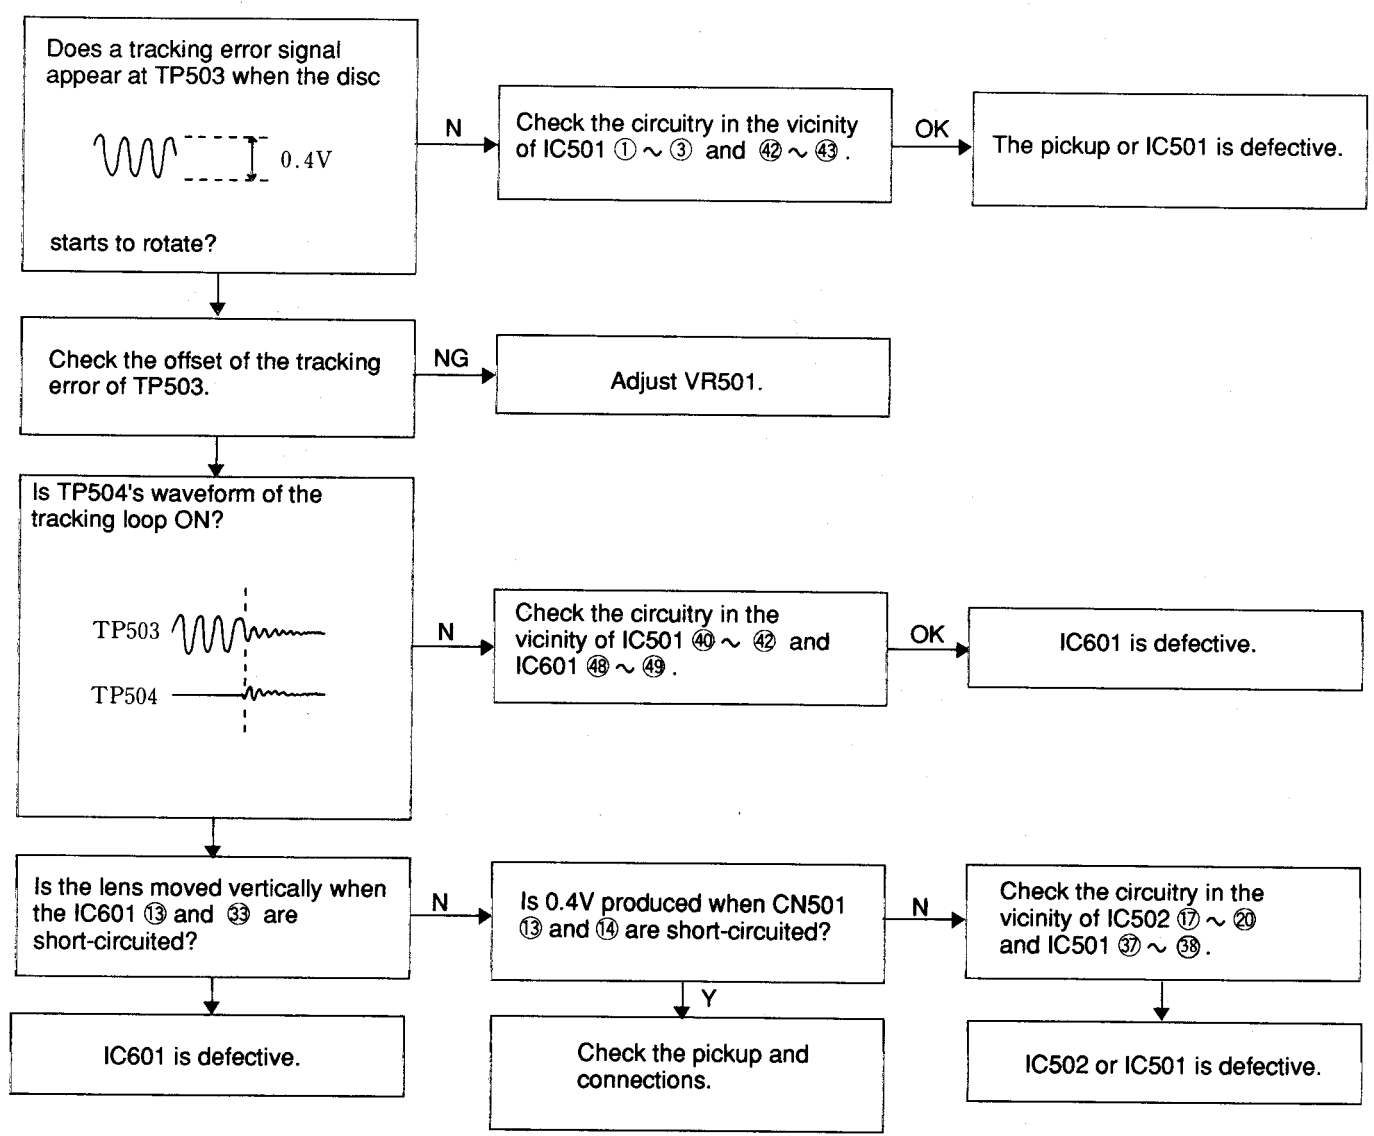 Does a tracking error signal
appear at TP503 when the disc
0.4V
starts to rotate?
N
Check the circuitry in the vicinity
of IC501 ① ~ ③ and ㊷ ~ ㊸ .
OK
The pickup or IC501 is defective.
Check the offset of the tracking
error of TP503.
NG
Adjust VR501.
Is TP504's waveform of the
tracking loop ON?
TP503
TP504
N
Check the circuitry in the
vicinity of IC501 ㊵ ~ ㊷ and
IC601 ㊽ ~ ㊾ .
OK
IC601 is defective.
Is the lens moved vertically when
the IC601 ⑬ and ㉝ are
short-circuited?
N
Is 0.4V produced when CN501
⑬ and ⑭ are short-circuited?
N
Check the circuitry in the
vicinity of IC502 ⑰ ~ ⑳
and IC501 ㊲ ~ ㊳ .
Y
IC601 is defective.
Check the pickup and
connections.
IC502 or IC501 is defective.